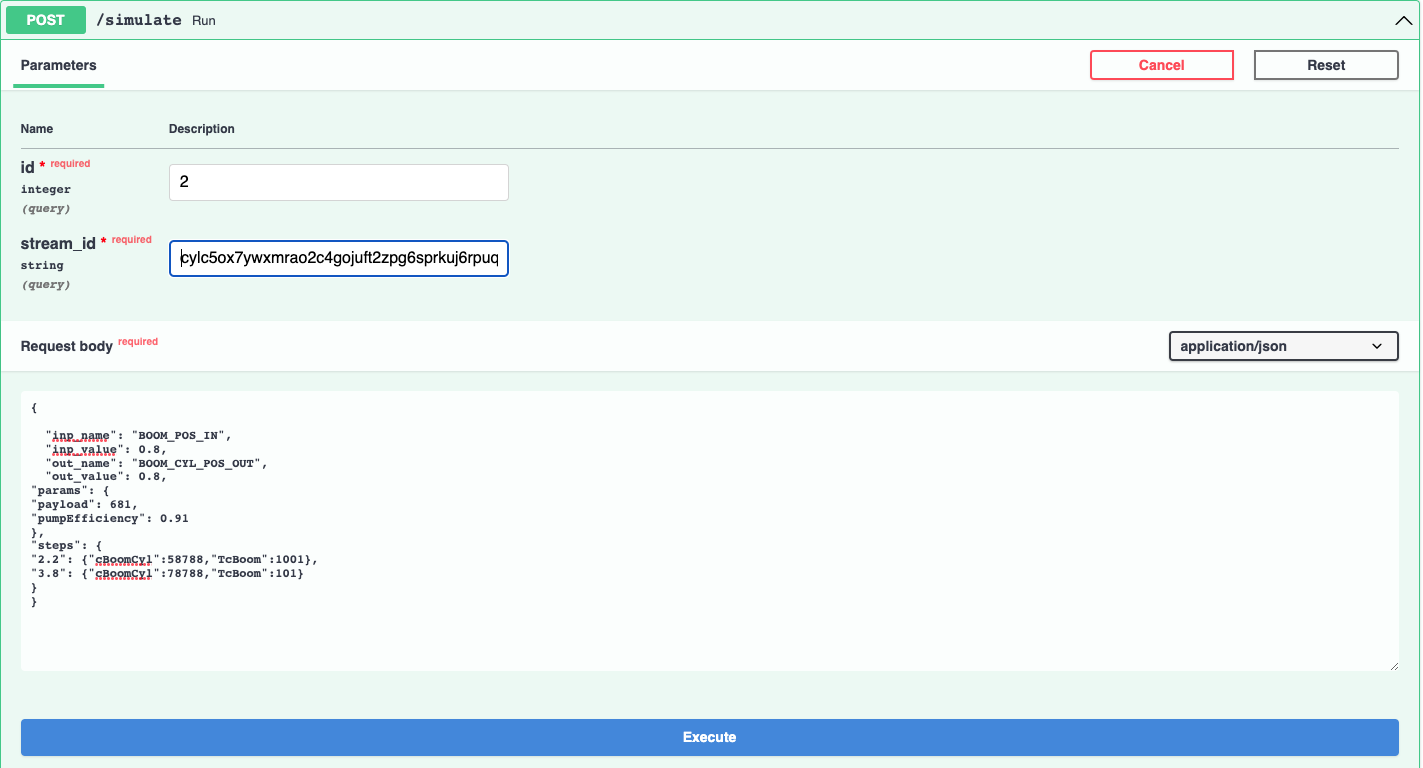 POST /simulate Run
Parameters
Cancel
Reset
Name Description
id * required
integer
(query)
2
stream_id * required
string
(query)
cylc5ox7ywxmrao2c4gojuft2zpg6sprkuj6rpuq
Request body required
application/json
{
"inp_name": "BOOM_POS_IN",
"inp_value": 0.8,
"out_name": "BOOM_CYL_POS_OUT",
"out_value": 0.8,
"params": {
"payload": 681,
"pumpEfficiency": 0.91
},
"steps": {
"2.2": {"cBoomCyl":58788,"TcBoom":1001},
"3.8": {"cBoomCyl":78788,"TcBoom":101}
}
}
Execute